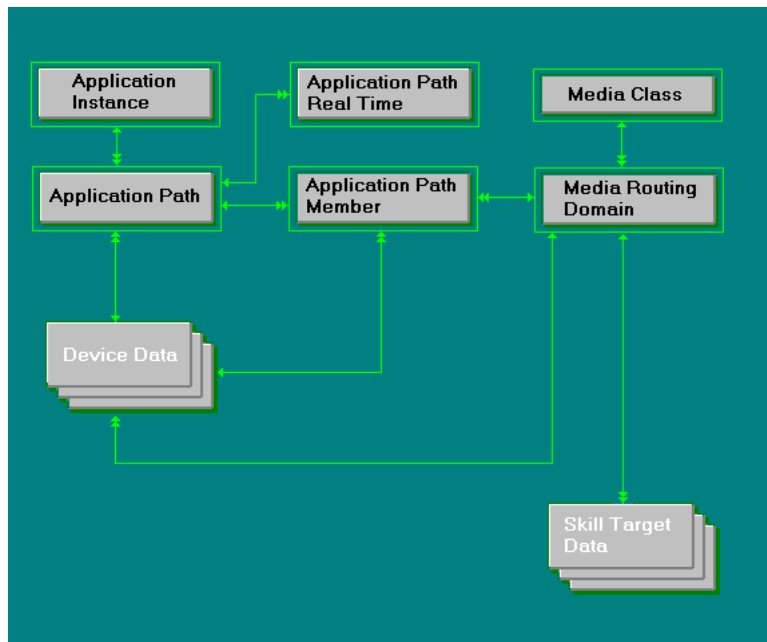 Application
Instance
Application Path
Real Time
Media Class
Application Path
Application Path
Member
Media Routing
Domain
Device Data
Skill Target
Data